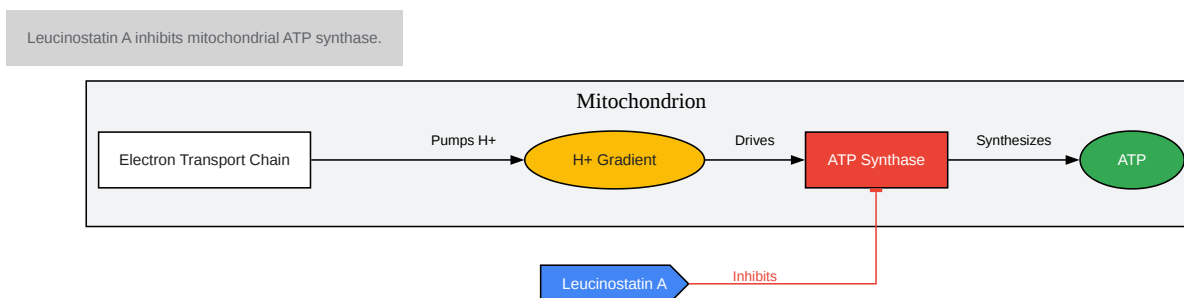 Leucinostatin A inhibits mitochondrial ATP synthase.
Mitochondrion
Electron Transport Chain
Pumps H+
H+ Gradient
Drives
ATP Synthase
Synthesizes
ATP
Leucinostatin A
Inhibits